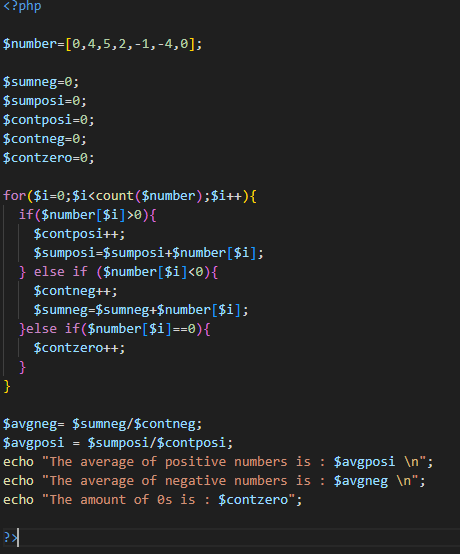 <?php
$number=[0,4,5,2,-1,-4,0];
$sumneg=0;
$sumposi=0;
$contposi=0;
$contneg=0;
$contzero=0;
for($i=0;$i<count($number);$i++){
if($number[$i]>0){
$contposi++;
$sumposi=$sumposi+$number[$i];
} else if ($number[$i]<0){
$contneg++;
$sumneg=$sumneg+$number[$i];
}else if($number[$i]==0){
$contzero++;
}
}
$avgneg= $sumneg/$contneg;
$avgposi = $sumposi/$contposi;
echo "The average of positive numbers is : $avgposi \n";
echo "The average of negative numbers is : $avgneg \n";
echo "The amount of 0s is : $contzero";
?>